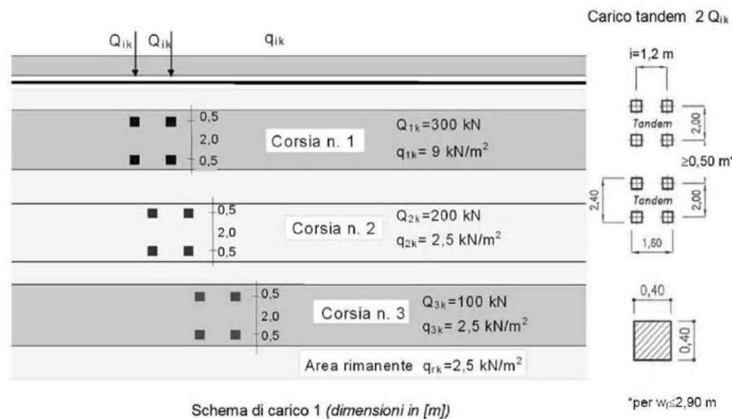 Carico tandem 2 Qik
Qik Qik qik
i=1,2 m
0,5
2,0
0,5
Corsia n. 1
Q1k=300 kN
q1k= 9 kN/m²
Tandem
2,00
≥0,50 m*
0,5
2,0
0,5
Corsia n. 2
Q2k=200 kN
q2k= 2,5 kN/m²
2,40
Tandem
2,00
1,60
0,5
2,0
0,5
Corsia n. 3
Q3k=100 kN
q3k= 2,5 kN/m²
0,40
0,40
Area rimanente qrk=2,5 kN/m²
*per wl≤2,90 m
Schema di carico 1 (dimensioni in [m])